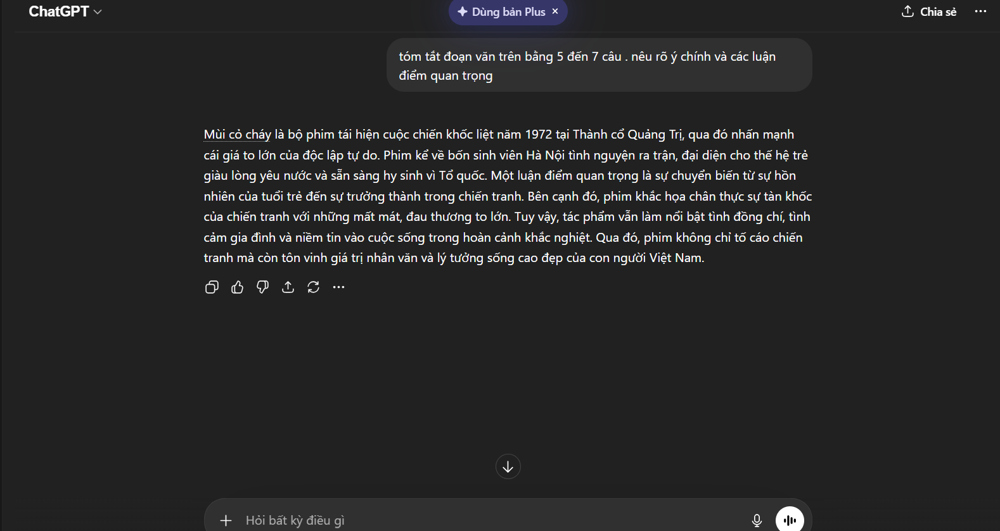 ChatGPT
Dùng bản Plus ×
Chia sẻ
tóm tắt đoạn văn trên bằng 5 đến 7 câu . nêu rõ ý chính và các luận
điểm quan trọng
Mùi cỏ cháy là bộ phim tái hiện cuộc chiến khốc liệt năm 1972 tại Thành cổ Quảng Trị, qua đó nhấn mạnh
cái giá to lớn của độc lập tự do. Phim kể về bốn sinh viên Hà Nội tình nguyện ra trận, đại diện cho thế hệ trẻ
giàu lòng yêu nước và sẵn sàng hy sinh vì Tổ quốc. Một luận điểm quan trọng là sự chuyển biến từ sự hồn
nhiên của tuổi trẻ đến sự trưởng thành trong chiến tranh. Bên cạnh đó, phim khắc họa chân thực sự tàn khốc
của chiến tranh với những mất mát, đau thương to lớn. Tuy vậy, tác phẩm vẫn làm nổi bật tình đồng chí, tình
cảm gia đình và niềm tin vào cuộc sống trong hoàn cảnh khắc nghiệt. Qua đó, phim không chỉ tố cáo chiến
tranh mà còn tôn vinh giá trị nhân văn và lý tưởng sống cao đẹp của con người Việt Nam.
Hỏi bất kỳ điều gì